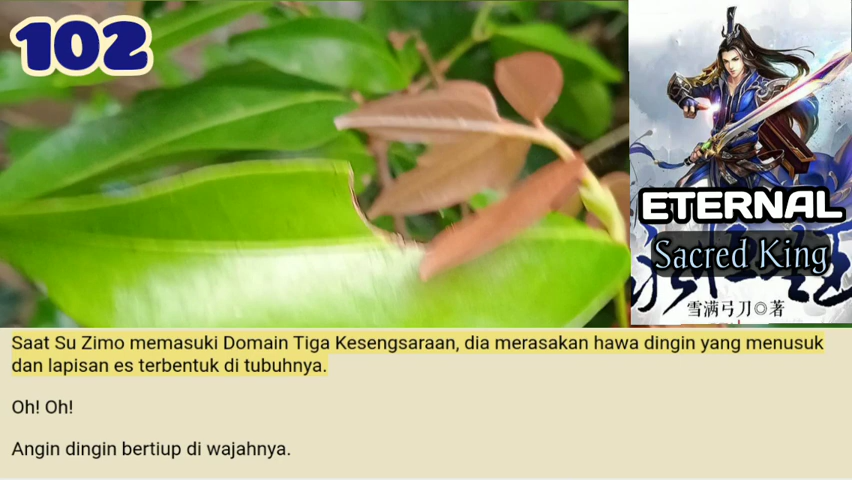 102
ETERNAL
Sacred King
雪满弓刀◎著
Saat Su Zimo memasuki Domain Tiga Kesengsaraan, dia merasakan hawa dingin yang menusuk
dan lapisan es terbentuk di tubuhnya.
Oh! Oh!
Angin dingin bertiup di wajahnya.